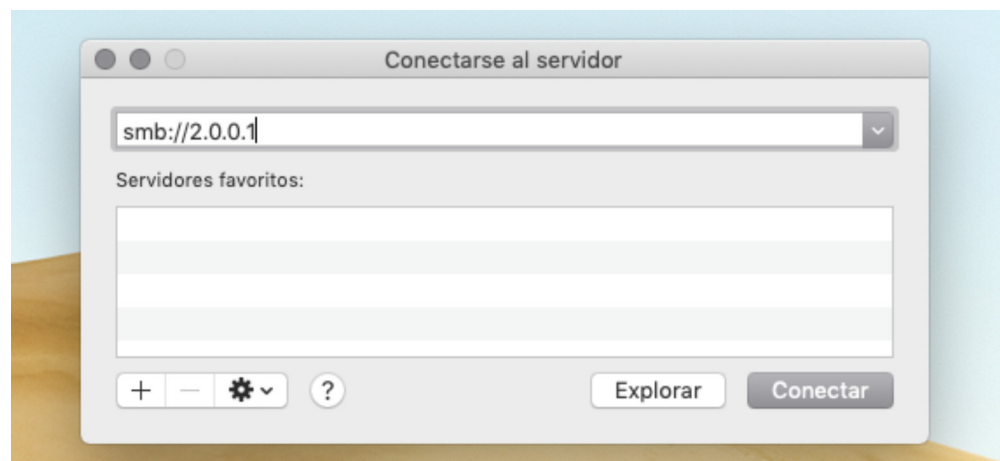 Conectarse al servidor
smb://2.0.0.1
Servidores favoritos:
+ − ?
Explorar Conectar